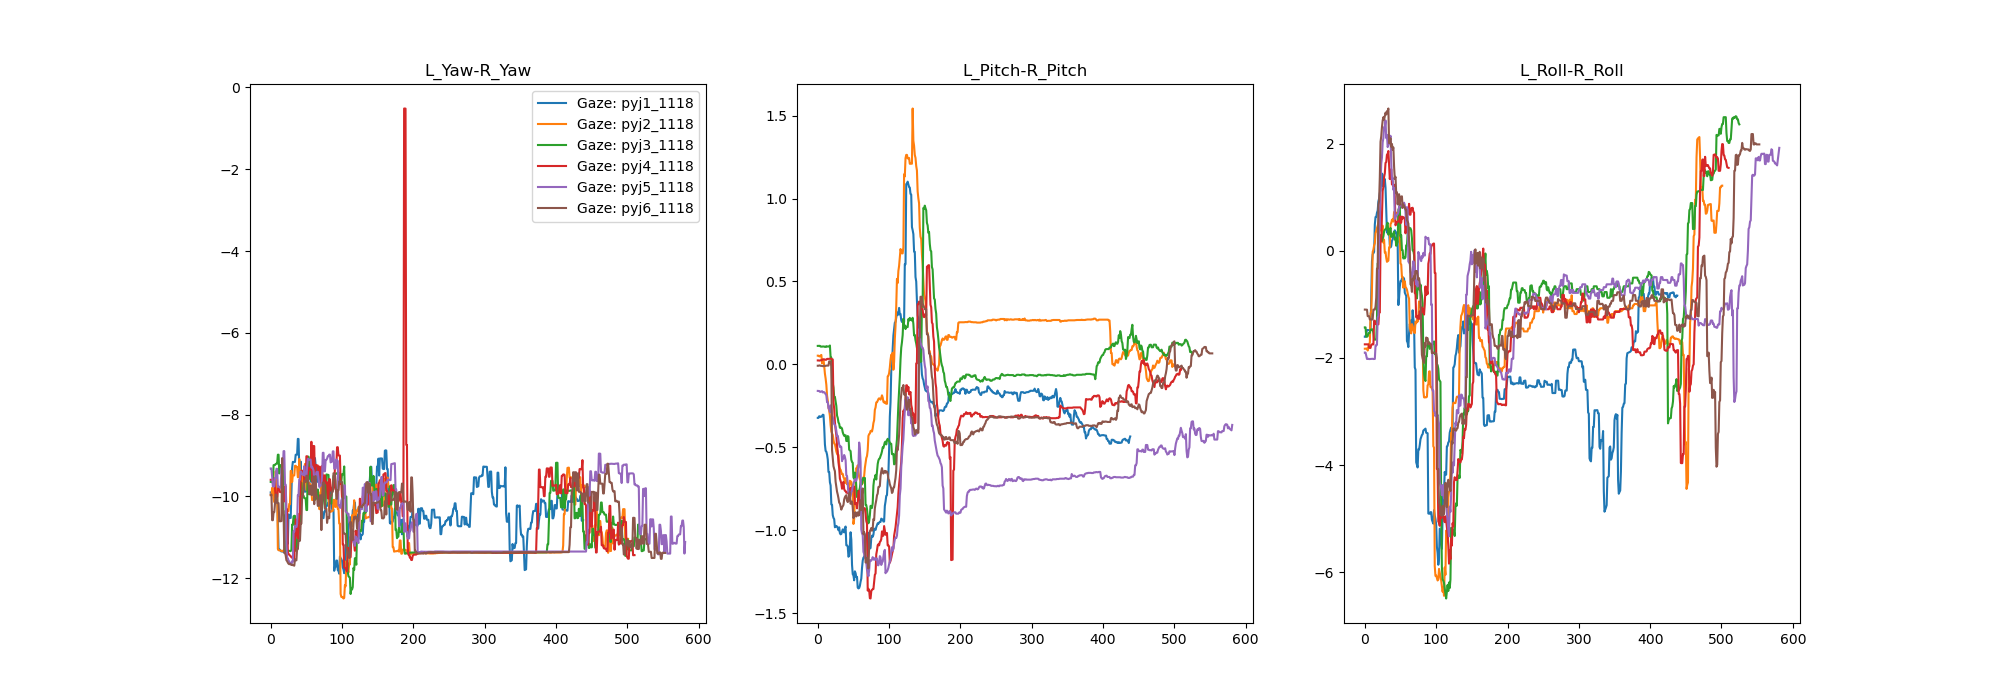 L_Yaw-R_Yaw
0
−2
−4
−6
−8
−10
−12
0 100 200 300 400 500 600
Gaze: pyj1_1118
Gaze: pyj2_1118
Gaze: pyj3_1118
Gaze: pyj4_1118
Gaze: pyj5_1118
Gaze: pyj6_1118
L_Pitch-R_Pitch
1.5
1.0
0.5
0.0
−0.5
−1.0
−1.5
0 100 200 300 400 500 600
L_Roll-R_Roll
2
0
−2
−4
−6
0 100 200 300 400 500 600